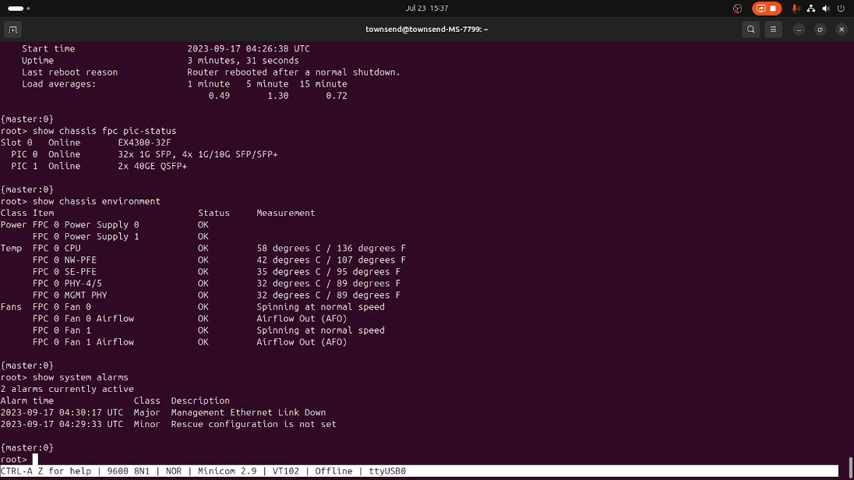 Jul 23 15:37
townsend@townsend-MS-7799: ~
Start time 2023-09-17 04:26:38 UTC
Uptime 3 minutes, 31 seconds
Last reboot reason Router rebooted after a normal shutdown.
Load averages: 1 minute 5 minute 15 minute
0.49 1.30 0.72
{master:0}
root> show chassis fpc pic-status
Slot 0 Online EX4300-32F
PIC 0 Online 32x 1G SFP, 4x 1G/10G SFP/SFP+
PIC 1 Online 2x 40GE QSFP+
{master:0}
root> show chassis environment
Class Item Status Measurement
Power FPC 0 Power Supply 0 OK
FPC 0 Power Supply 1 OK
Temp FPC 0 CPU OK 58 degrees C / 136 degrees F
FPC 0 NW-PFE OK 42 degrees C / 107 degrees F
FPC 0 SE-PFE OK 35 degrees C / 95 degrees F
FPC 0 PHY-4/5 OK 32 degrees C / 89 degrees F
FPC 0 MGMT PHY OK 32 degrees C / 89 degrees F
Fans FPC 0 Fan 0 OK Spinning at normal speed
FPC 0 Fan 0 Airflow OK Airflow Out (AFO)
FPC 0 Fan 1 OK Spinning at normal speed
FPC 0 Fan 1 Airflow OK Airflow Out (AFO)
{master:0}
root> show system alarms
2 alarms currently active
Alarm time Class Description
2023-09-17 04:30:17 UTC Major Management Ethernet Link Down
2023-09-17 04:29:33 UTC Minor Rescue configuration is not set
{master:0}
root>
CTRL-A Z for help | 9600 8N1 | NOR | Minicom 2.9 | VT102 | Offline | ttyUSB0